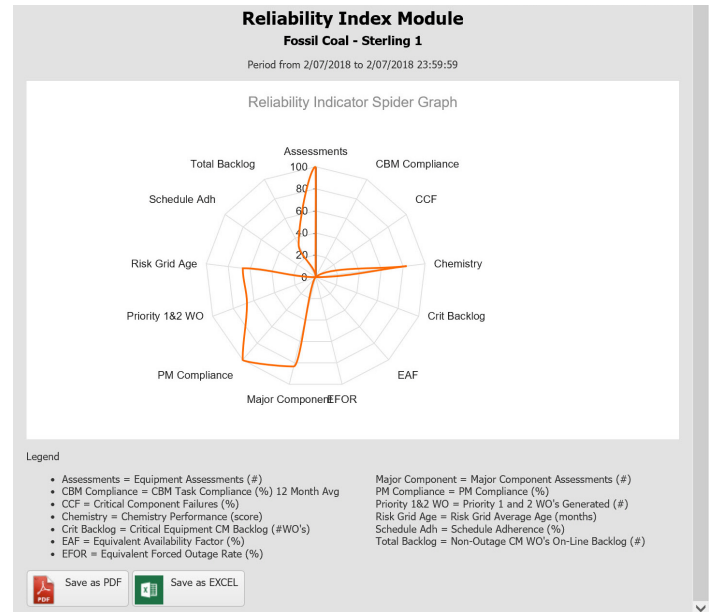 Reliability Index Module
Fossil Coal - Sterling 1
Period from 2/07/2018 to 2/07/2018 23:59:59
Reliability Indicator Spider Graph
Assessments
CBM Compliance
CCF
Chemistry
Crit Backlog
EAF
EFOR
Major Component
PM Compliance
Priority 1&2 WO
Risk Grid Age
Schedule Adh
Total Backlog
100
80
60
40
20
0
Legend
• Assessments = Equipment Assessments (#)
• CBM Compliance = CBM Task Compliance (%) 12 Month Avg
• CCF = Critical Component Failures (%)
• Chemistry = Chemistry Performance (score)
• Crit Backlog = Critical Equipment CM Backlog (#WO's)
• EAF = Equivalent Availability Factor (%)
• EFOR = Equivalent Forced Outage Rate (%)
Major Component = Major Component Assessments (#)
PM Compliance = PM Compliance (%)
Priority 1&2 WO = Priority 1 and 2 WO's Generated (#)
Risk Grid Age = Risk Grid Average Age (months)
Schedule Adh = Schedule Adherence (%)
Total Backlog = Non-Outage CM WO's On-Line Backlog (#)
PDF
Save as PDF
Save as EXCEL